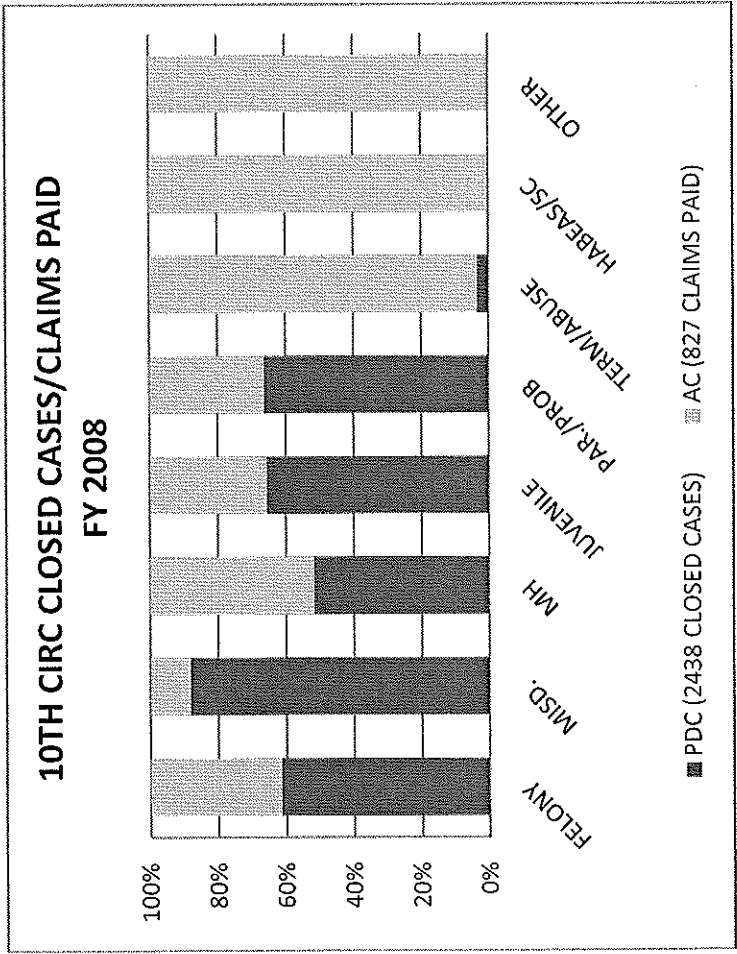 10TH CIRC CLOSED CASES/CLAIMS PAID
FY 2008
100%
80%
60%
40%
20%
0%
FELONY
MISD.
MH
JUVENILE
PAR./PROB
TERM/ABUSE
HABEAS/SC
OTHER
PDC (2438 CLOSED CASES)
AC (827 CLAIMS PAID)